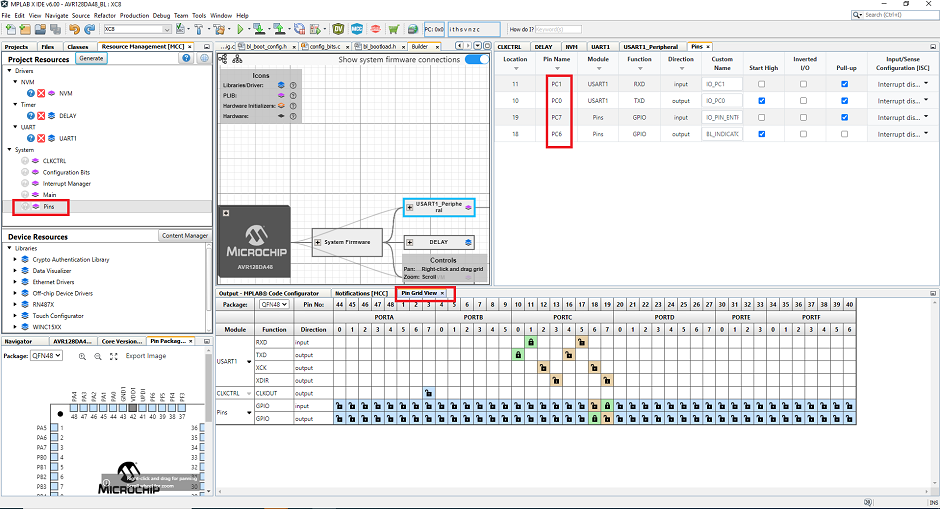 MPLAB X IDE v6.00 - AVR128DA48_BL : XC8
File Edit View Navigate Source Refactor Production Debug Team Tools Window Help
Search (Ctrl+I)
XC8
PC: 0x0
i t h s v n z c
How do I?
Keyword(s)
Projects Files Classes Resource Management [MCC] ×
Project Resources Generate
Drivers
NVM
NVM
Timer
DELAY
UART
UART1
System
CLKCTRL
Configuration Bits
Interrupt Manager
Main
Pins
Device Resources Content Manager
Libraries
Crypto Authentication Library
Data Visualizer
Ethernet Drivers
Off-chip Device Drivers
RN487X
Touch Configurator
WINC15XX
bl_boot_config.h config_bits.c bl_bootload.h Builder
Show system firmware connections
Icons
Libraries/Driver:
PLIB:
Hardware Initializers:
Hardware:
MICROCHIP
AVR128DA48
System Firmware
USART1_Periphe
ral
DELAY
Controls
Pan: Right-click and drag grid
Zoom: Scroll
CLKCTRL DELAY NVM UART1 USART1_Peripheral Pins ×
Location Pin Name Module Function Direction Custom Name Start High Inverted I/O Pull-up Input/Sense Configuration (ISC)
11 PC1 USART1 RXD input IO_PC1 Interrupt dis...
10 PC0 USART1 TXD output IO_PC0 Interrupt dis...
19 PC7 Pins GPIO input IO_PIN_ENTF Interrupt dis...
18 PC6 Pins GPIO output BL_INDICATC Interrupt dis...
Output - MPLAB® Code Configurator Notifications [MCC] Pin Grid View ×
Package: QFN48 Pin No: 44 45 46 47 48 1 2 3 4 5 6 7 8 9 10 11 12 13 14 15 16 17 18 19 20 21 22 23 24 25 26 27 30 31 32 33 34 35 36 37 38 39 40
PORTA PORTB PORTC PORTD PORTE PORTF
Module Function Direction 0 1 2 3 4 5 6 7 0 1 2 3 4 5 0 1 2 3 4 5 6 7 0 1 2 3 4 5 6 7 0 1 2 3 0 1 2 3 4 5 6
USART1
RXD input
TXD output
XCK output
XDIR output
CLKCTRL CLKOUT output
Pins
GPIO input
GPIO output
Navigator AVR128DA4... Core Version... Pin Packag... ×
Package: QFN48 Export Image
PA4 PA3 PA2 PA1 PA0 GND1 VDD1 UPDI PF6 PF5 PF4 PF3
48 47 46 45 44 43 42 41 40 39 38 37
PA5 1 36
PA6 2 35
PA7 3 34
PB0 4 33
PB1 5 32
PB2 6 31
PB3 7 30
Right-click and drag for panning
MICROCHIP
INS